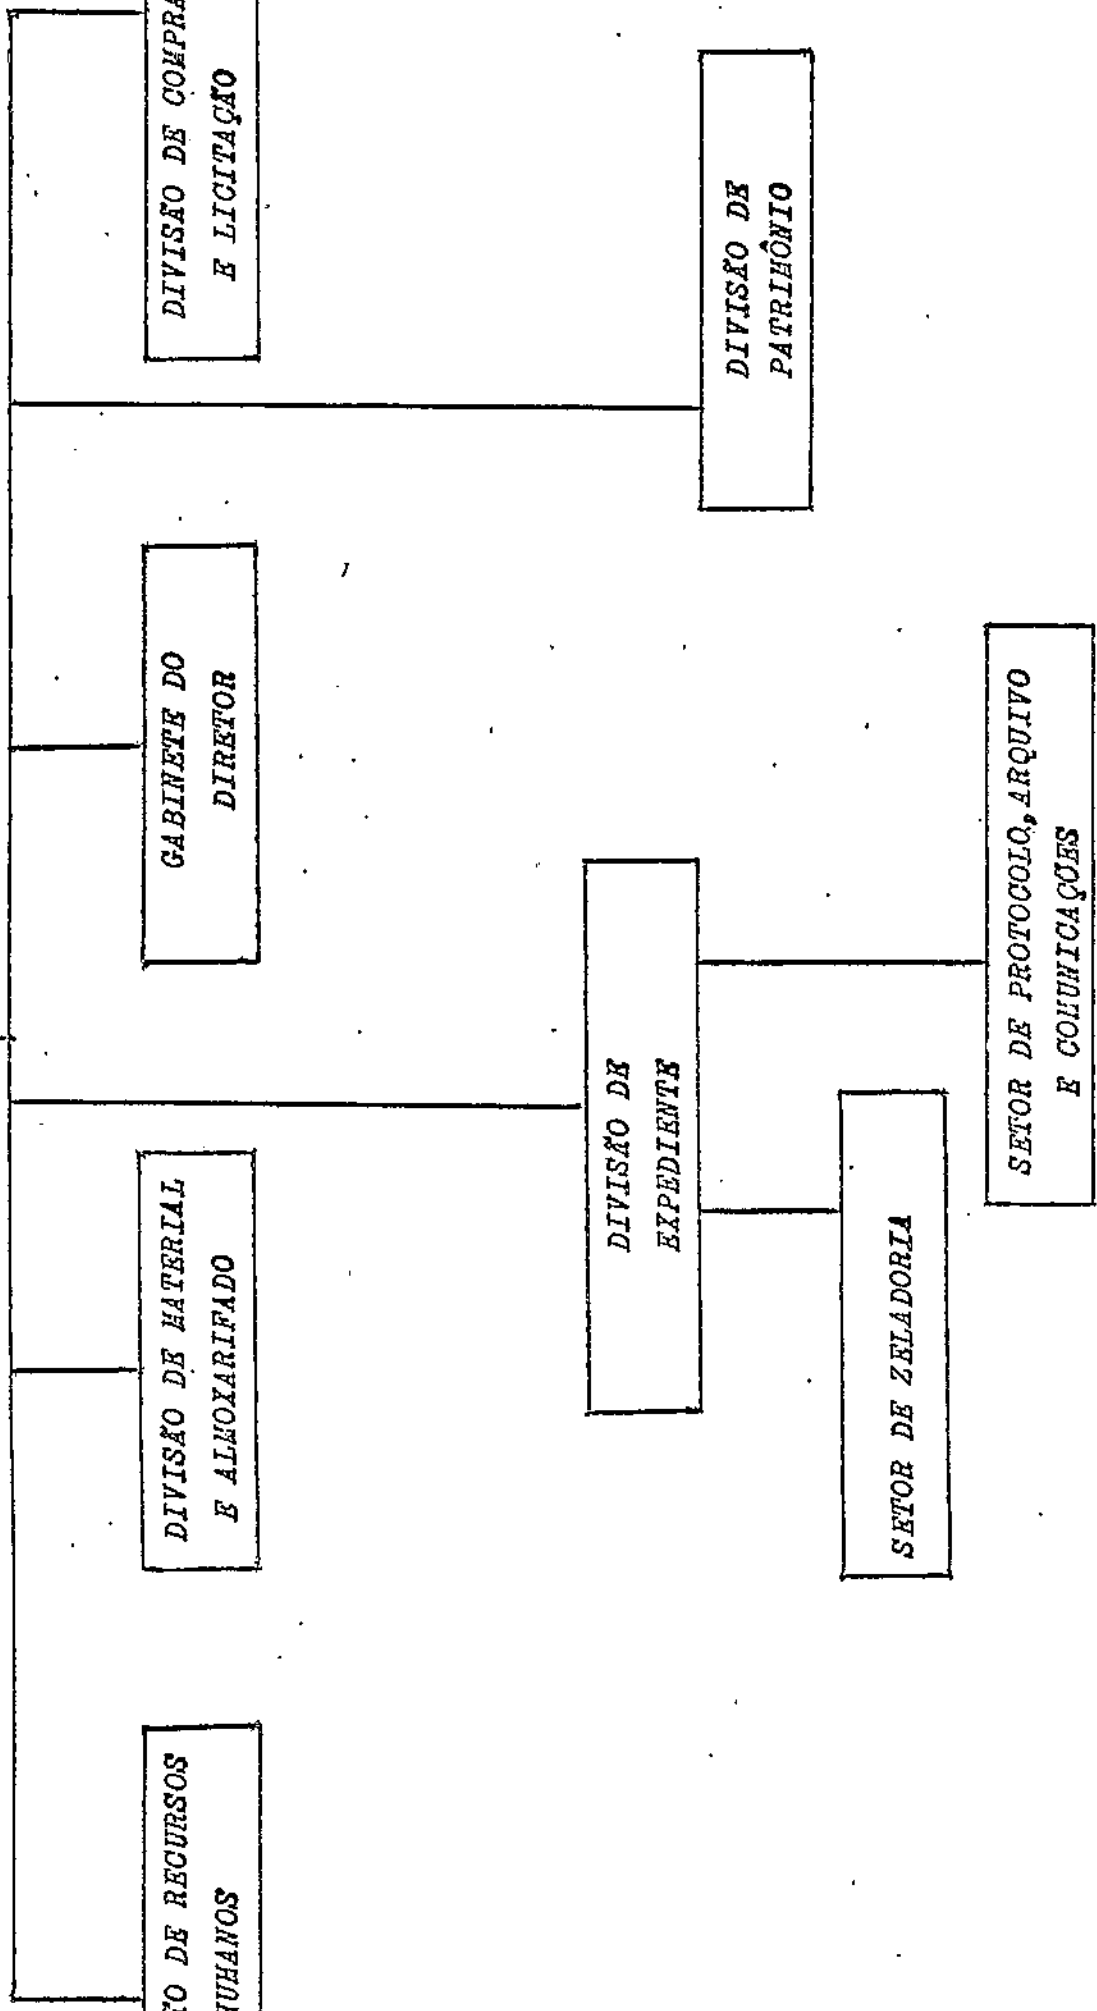 DE RECURSOS
HUMANOS
DIVISÃO DE MATERIAL
E ALMOXARIFADO
GABINETE DO
DIRETOR
DIVISÃO DE COMPRA
E LICITAÇÃO
DIVISÃO DE
EXPEDIENTE
DIVISÃO DE
PATRIMÔNIO
SETOR DE ZELADORIA
SETOR DE PROTOCOLO, ARQUIVO
E COMUNICAÇÕES